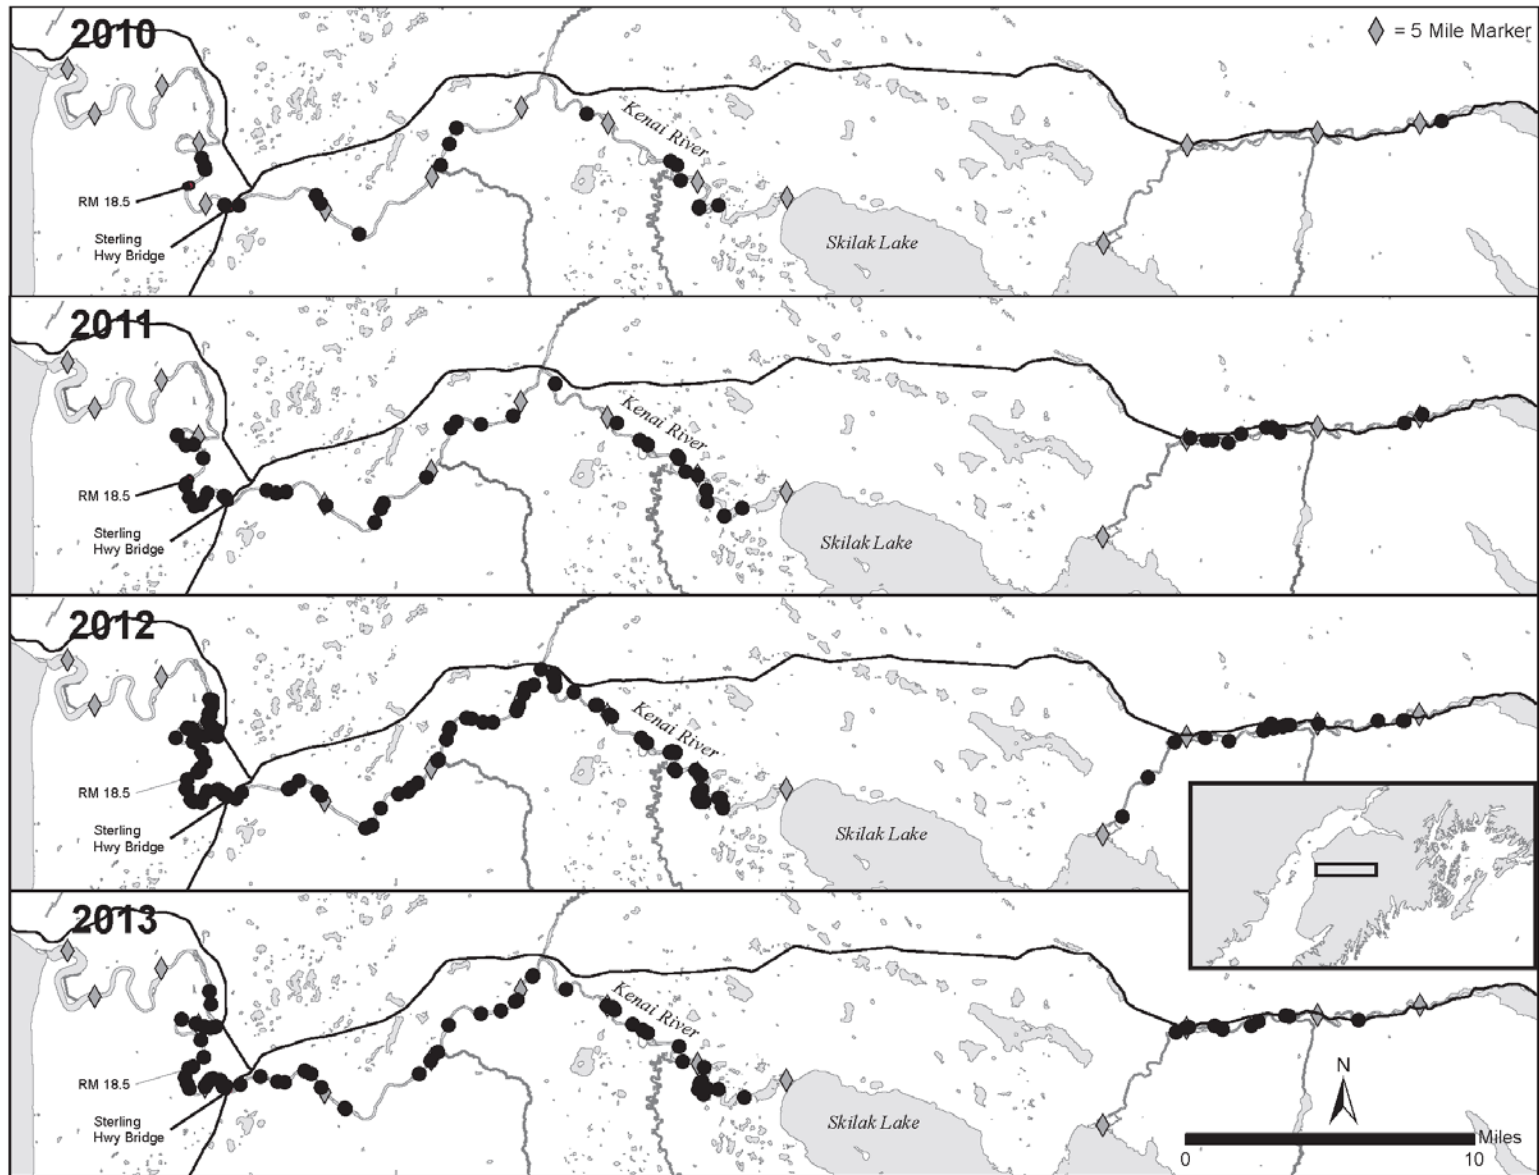 2010
= 5 Mile Marker
Kenai River
RM 18.5
Sterling
Hwy Bridge
Skilak Lake
2011
Kenai River
RM 18.5
Sterling
Hwy Bridge
Skilak Lake
2012
Kenai River
RM 18.5
Sterling
Hwy Bridge
Skilak Lake
2013
Kenai River
RM 18.5
Sterling
Hwy Bridge
Skilak Lake
N
Miles
0 10